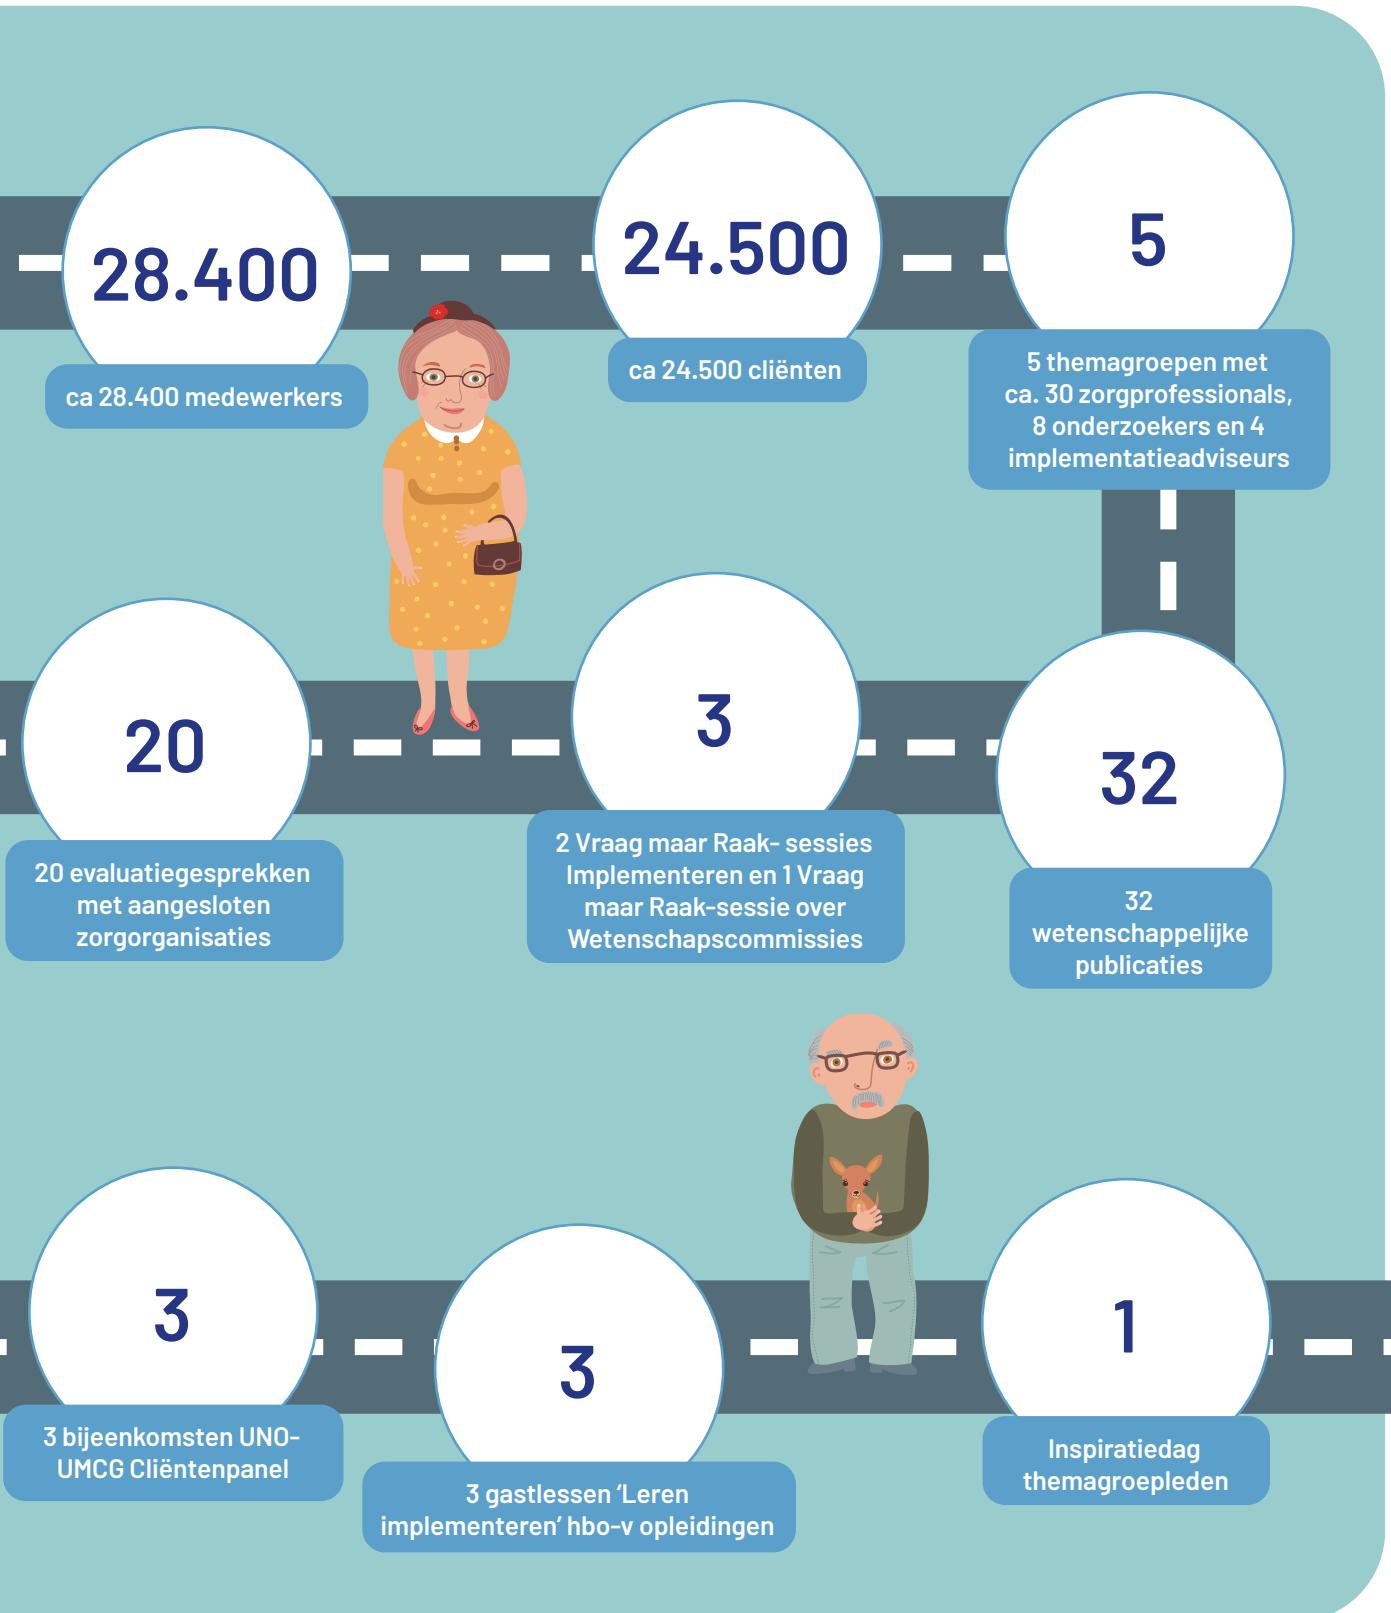 28.400
ca 28.400 medewerkers
24.500
ca 24.500 cliënten
5
5 themagroepen met
ca. 30 zorgprofessionals,
8 onderzoekers en 4
implementatieadviseurs
20
20 evaluatiegesprekken
met aangesloten
zorgorganisaties
3
2 Vraag maar Raak- sessies
Implementeren en 1 Vraag
maar Raak-sessie over
Wetenschapscommissies
32
32
wetenschappelijke
publicaties
3
3 bijeenkomsten UNO-
UMCG Cliëntenpanel
3
3 gastlessen ‘Leren
implementeren’ hbo-v opleidingen
1
Inspiratiedag
themagroepleden